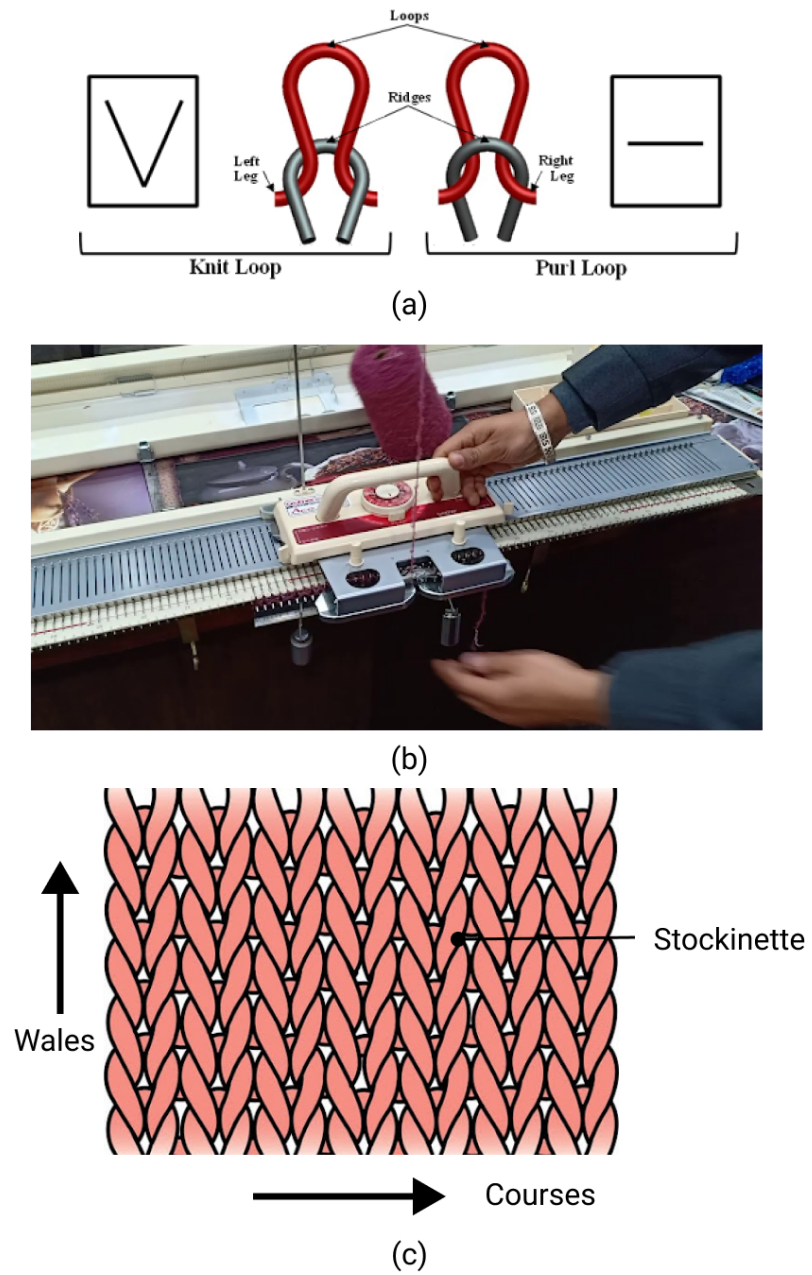 Loops
Ridges
Left
Leg
Right
Leg
Knit Loop
Purl Loop
(a)
(b)
Stockinette
Wales
Courses
(c)